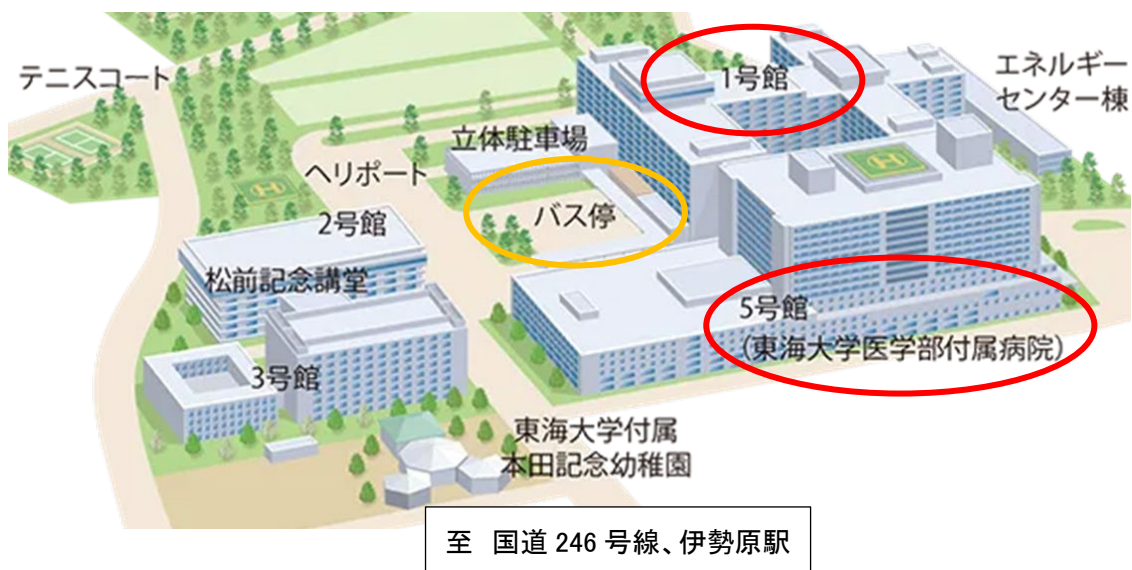 テニスコート
1号館
エネルギー
センター棟
立体駐車場
ヘリポート
H
H
バス停
2号館
松前記念講堂
5号館
(東海大学医学部付属病院)
3号館
東海大学付属
本田記念幼稚園
至 国道 246 号線、伊勢原駅